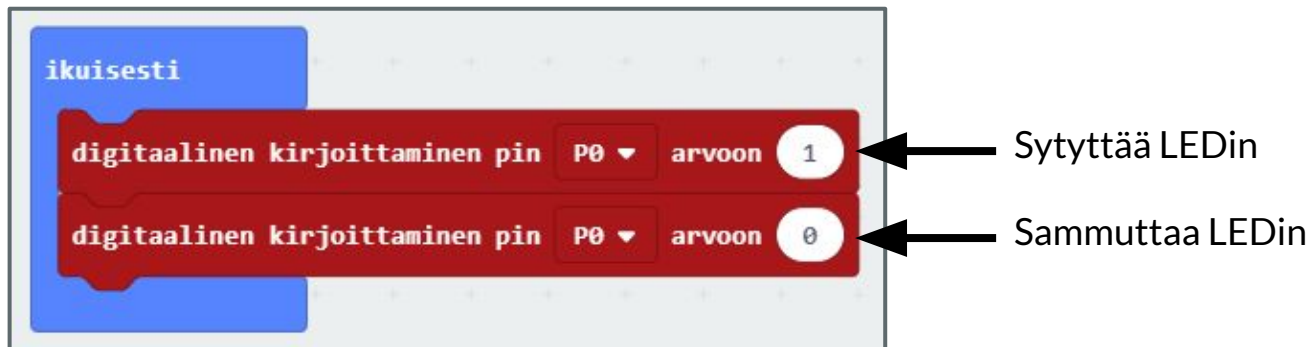 ikuisesti
digitaalinen kirjoittaminen pin P0 arvoon 1
Sytyttää LEDin
digitaalinen kirjoittaminen pin P0 arvoon 0
Sammuttaa LEDin